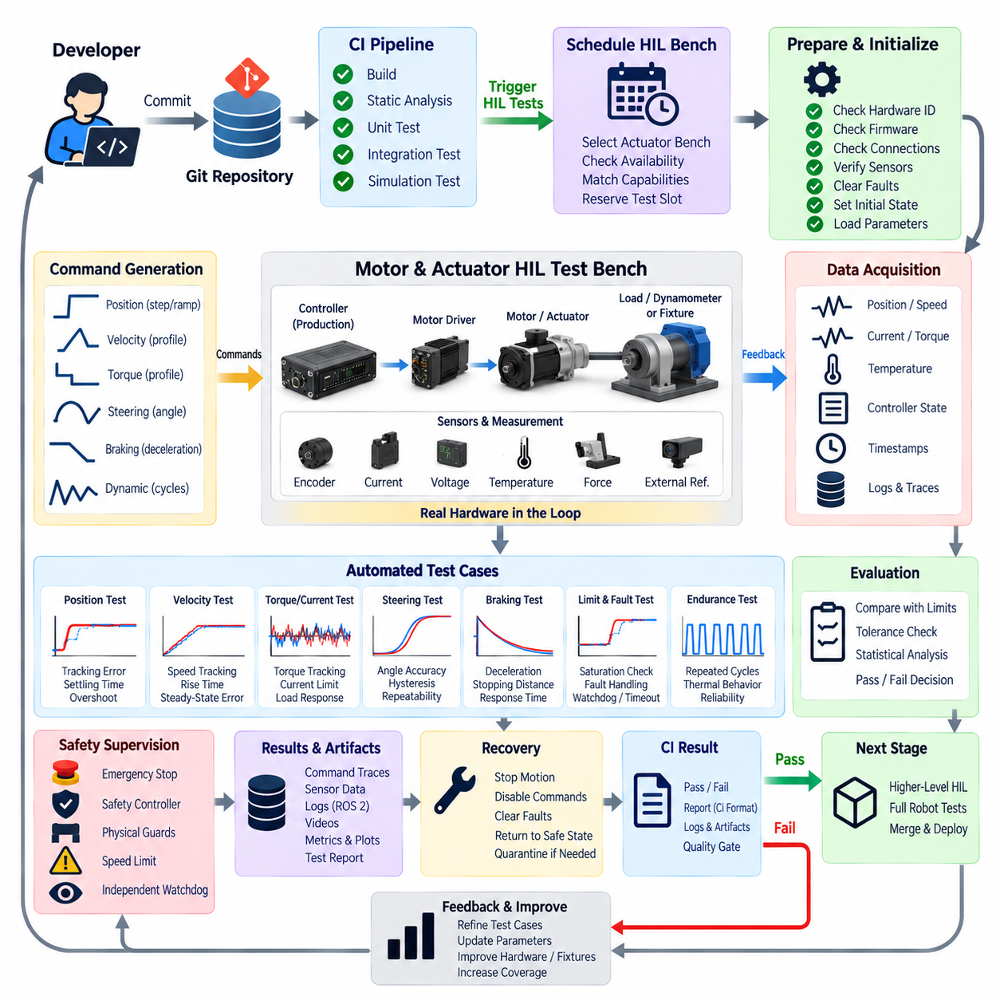 Developer
Commit
Git Repository
CI Pipeline
Build
Static Analysis
Unit Test
Integration Test
Simulation Test
Trigger
HIL Tests
Schedule HIL Bench
Select Actuator Bench
Check Availability
Match Capabilities
Reserve Test Slot
Prepare & Initialize
Check Hardware ID
Check Firmware
Check Connections
Verify Sensors
Clear Faults
Set Initial State
Load Parameters
Command Generation
Position (step/ramp)
Velocity (profile)
Torque (profile)
Steering (angle)
Braking (deceleration)
Dynamic (cycles)
Commands
Motor & Actuator HIL Test Bench
Controller
(Production)
Motor Driver
Motor / Actuator
Load / Dynamometer
or Fixture
Sensors & Measurement
Encoder
Current
Voltage
Temperature
Force
External Ref.
Real Hardware in the Loop
Feedback
Data Acquisition
Position / Speed
Current / Torque
Temperature
Controller State
Timestamps
Logs & Traces
Automated Test Cases
Position Test
Tracking Error
Settling Time
Overshoot
Velocity Test
Speed Tracking
Rise Time
Steady-State Error
Torque/Current Test
Torque Tracking
Current Limit
Load Response
Steering Test
Angle Accuracy
Hysteresis
Repeatability
Braking Test
Deceleration
Stopping Distance
Response Time
Limit & Fault Test
Saturation Check
Fault Handling
Watchdog / Timeout
Endurance Test
Repeated Cycles
Thermal Behavior
Reliability
Evaluation
Compare with Limits
Tolerance Check
Statistical Analysis
Pass / Fail Decision
Safety Supervision
Emergency Stop
Safety Controller
Physical Guards
Speed Limit
Independent Watchdog
Results & Artifacts
Command Traces
Sensor Data
Logs (ROS 2)
Videos
Metrics & Plots
Test Report
Recovery
Stop Motion
Disable Commands
Clear Faults
Return to Safe State
Quarantine if Needed
CI Result
Pass / Fail
Report (Ci Format)
Logs & Artifacts
Quality Gate
Pass
Fail
Next Stage
Higher-Level HIL
Full Robot Tests
Merge & Deploy
Feedback & Improve
Refine Test Cases
Update Parameters
Improve Hardware / Fixtures
Increase Coverage